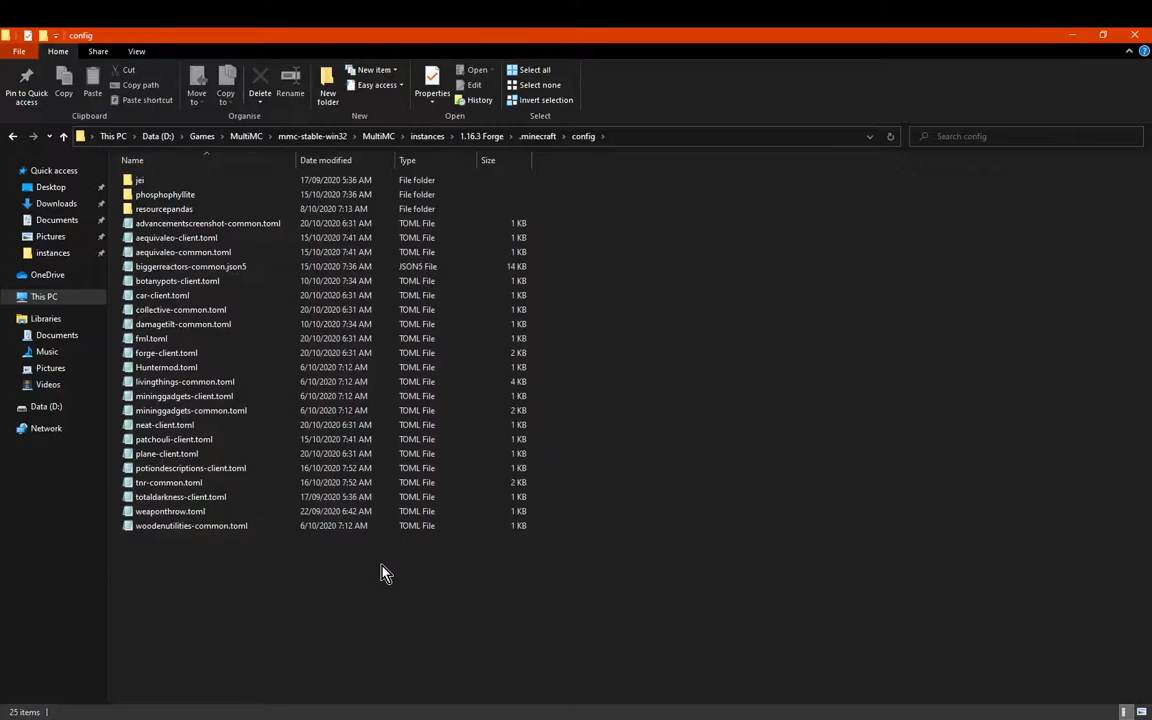 config
File Home Share View
Pin to Quick access
Copy
Paste
Cut
Copy path
Paste shortcut
Clipboard
Move to
Copy to
Delete
Rename
Organise
New folder
New item
Easy access
New
Properties
Open
Edit
History
Open
Select all
Select none
Invert selection
Select
This PC > Data (D:) > Games > MultiMC > mmc-stable-win32 > MultiMC > instances > 1.16.3 Forge > .minecraft > config >
Search config
Quick access
Desktop
Downloads
Documents
Pictures
instances
OneDrive
This PC
Libraries
Documents
Music
Pictures
Videos
Data (D:)
Network
Name Date modified Type Size
jei 17/09/2020 5:36 AM File folder
phosphophyllite 15/10/2020 7:36 AM File folder
resourcepandas 8/10/2020 7:13 AM File folder
advancementscreenshot-common.toml 20/10/2020 6:31 AM TOML File 1 KB
aequivaleo-client.toml 15/10/2020 7:41 AM TOML File 1 KB
aequivaleo-common.toml 15/10/2020 7:41 AM TOML File 1 KB
biggerreactors-common.json5 15/10/2020 7:36 AM JSON5 File 14 KB
botanypots-client.toml 10/10/2020 7:34 AM TOML File 1 KB
car-client.toml 20/10/2020 6:31 AM TOML File 1 KB
collective-common.toml 20/10/2020 6:31 AM TOML File 1 KB
damagetilt-common.toml 10/10/2020 7:34 AM TOML File 1 KB
fml.toml 20/10/2020 6:31 AM TOML File 1 KB
forge-client.toml 20/10/2020 6:31 AM TOML File 2 KB
Huntermod.toml 6/10/2020 7:12 AM TOML File 1 KB
livingthings-common.toml 6/10/2020 7:12 AM TOML File 4 KB
mininggadgets-client.toml 6/10/2020 7:12 AM TOML File 1 KB
mininggadgets-common.toml 6/10/2020 7:12 AM TOML File 2 KB
neat-client.toml 20/10/2020 6:31 AM TOML File 1 KB
patchouli-client.toml 15/10/2020 7:41 AM TOML File 1 KB
plane-client.toml 20/10/2020 6:31 AM TOML File 1 KB
potiondescriptions-client.toml 16/10/2020 7:52 AM TOML File 1 KB
tnr-common.toml 16/10/2020 7:52 AM TOML File 2 KB
totaldarkness-client.toml 17/09/2020 5:36 AM TOML File 1 KB
weaponthrow.toml 22/09/2020 6:42 AM TOML File 1 KB
woodenutilities-common.toml 6/10/2020 7:12 AM TOML File 1 KB
25 items